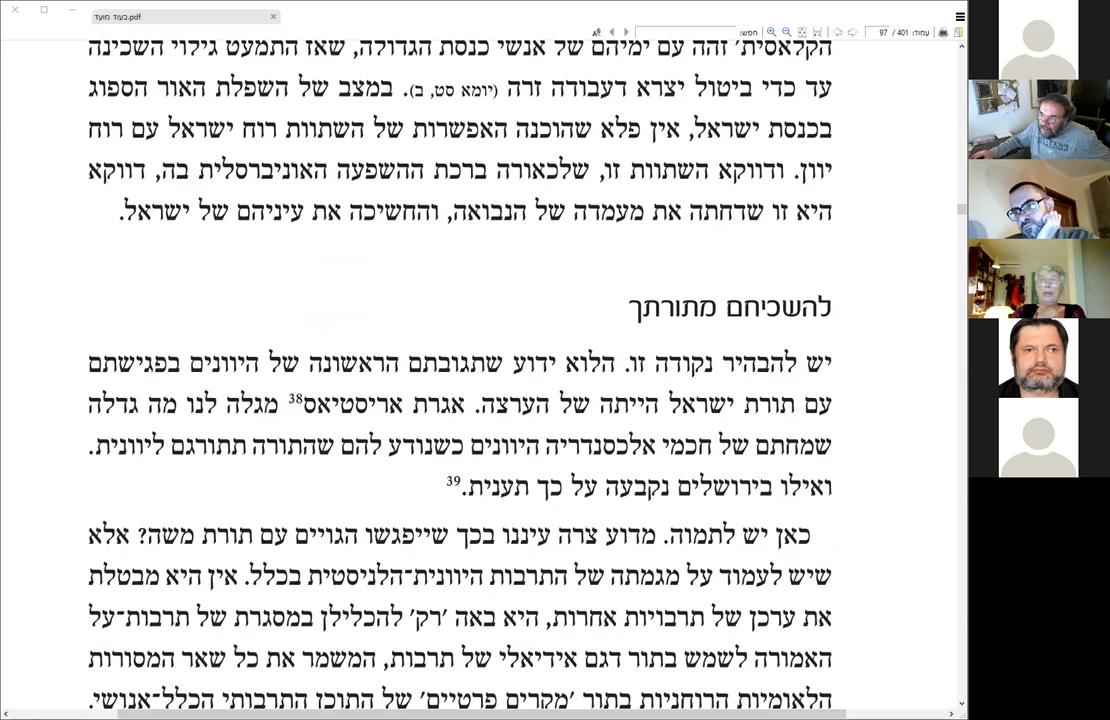 בעוד מועד.pdf
עמוד: 401 / 97
חפש:
הקלאסית' זהה עם ימיהם של אנשי כנסת הגדולה, שאז התמעט גילוי השכינה
עד כדי ביטול יצרא דעבודה זרה (יומא סט, ב). במצב של השפלת האור הספוג
בכנסת ישראל, אין פלא שהוכנה האפשרות של השתוות רוח ישראל עם רוח
יוון. ודווקא השתוות זו, שלכאורה ברכת ההשפעה האוניברסלית בה, דווקא
היא זו שדחתה את מעמדה של הנבואה, והחשיכה את עיניהם של ישראל.
להשכיחם מתורתך
יש להבהיר נקודה זו. הלוא ידוע שתגובתם הראשונה של היוונים בפגישתם
עם תורת ישראל הייתה של הערצה. אגרת אריסטיאס38 מגלה לנו מה גדלה
שמחתם של חכמי אלכסנדריה היוונים כשנודע להם שהתורה תתורגם ליוונית.
ואילו בירושלים נקבעה על כך תענית.39
כאן יש לתמוה. מדוע צרה עיננו בכך שייפגשו הגויים עם תורת משה? אלא
שיש לעמוד על מגמתה של התרבות היוונית־הלניסטית בכלל. אין היא מבטלת
את ערכן של תרבויות אחרות, היא באה 'רק' להכלילן במסגרת של תרבות־על
האמורה לשמש בתור דגם אידיאלי של תרבות, המשמר את כל שאר המסורות
הלאומיות הרוחניות בתור 'מקרים פרטיים' של התוכן התרבותי הכלל־אנושי.